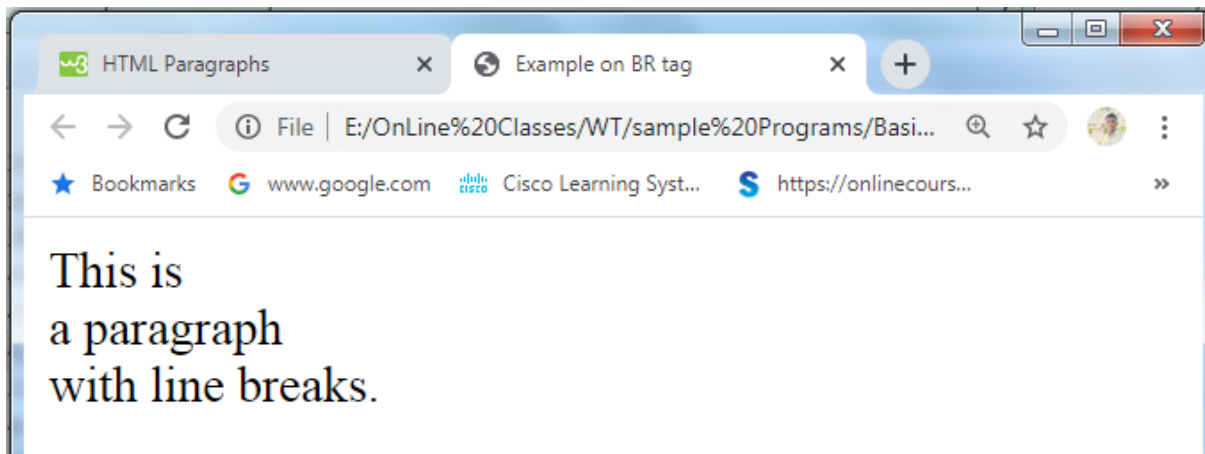 HTML Paragraphs
Example on BR tag
File | E:/OnLine%20Classes/WT/sample%20Programs/Basi...
Bookmarks
www.google.com
Cisco Learning Syst...
https://onlinecours...
This is
a paragraph
with line breaks.